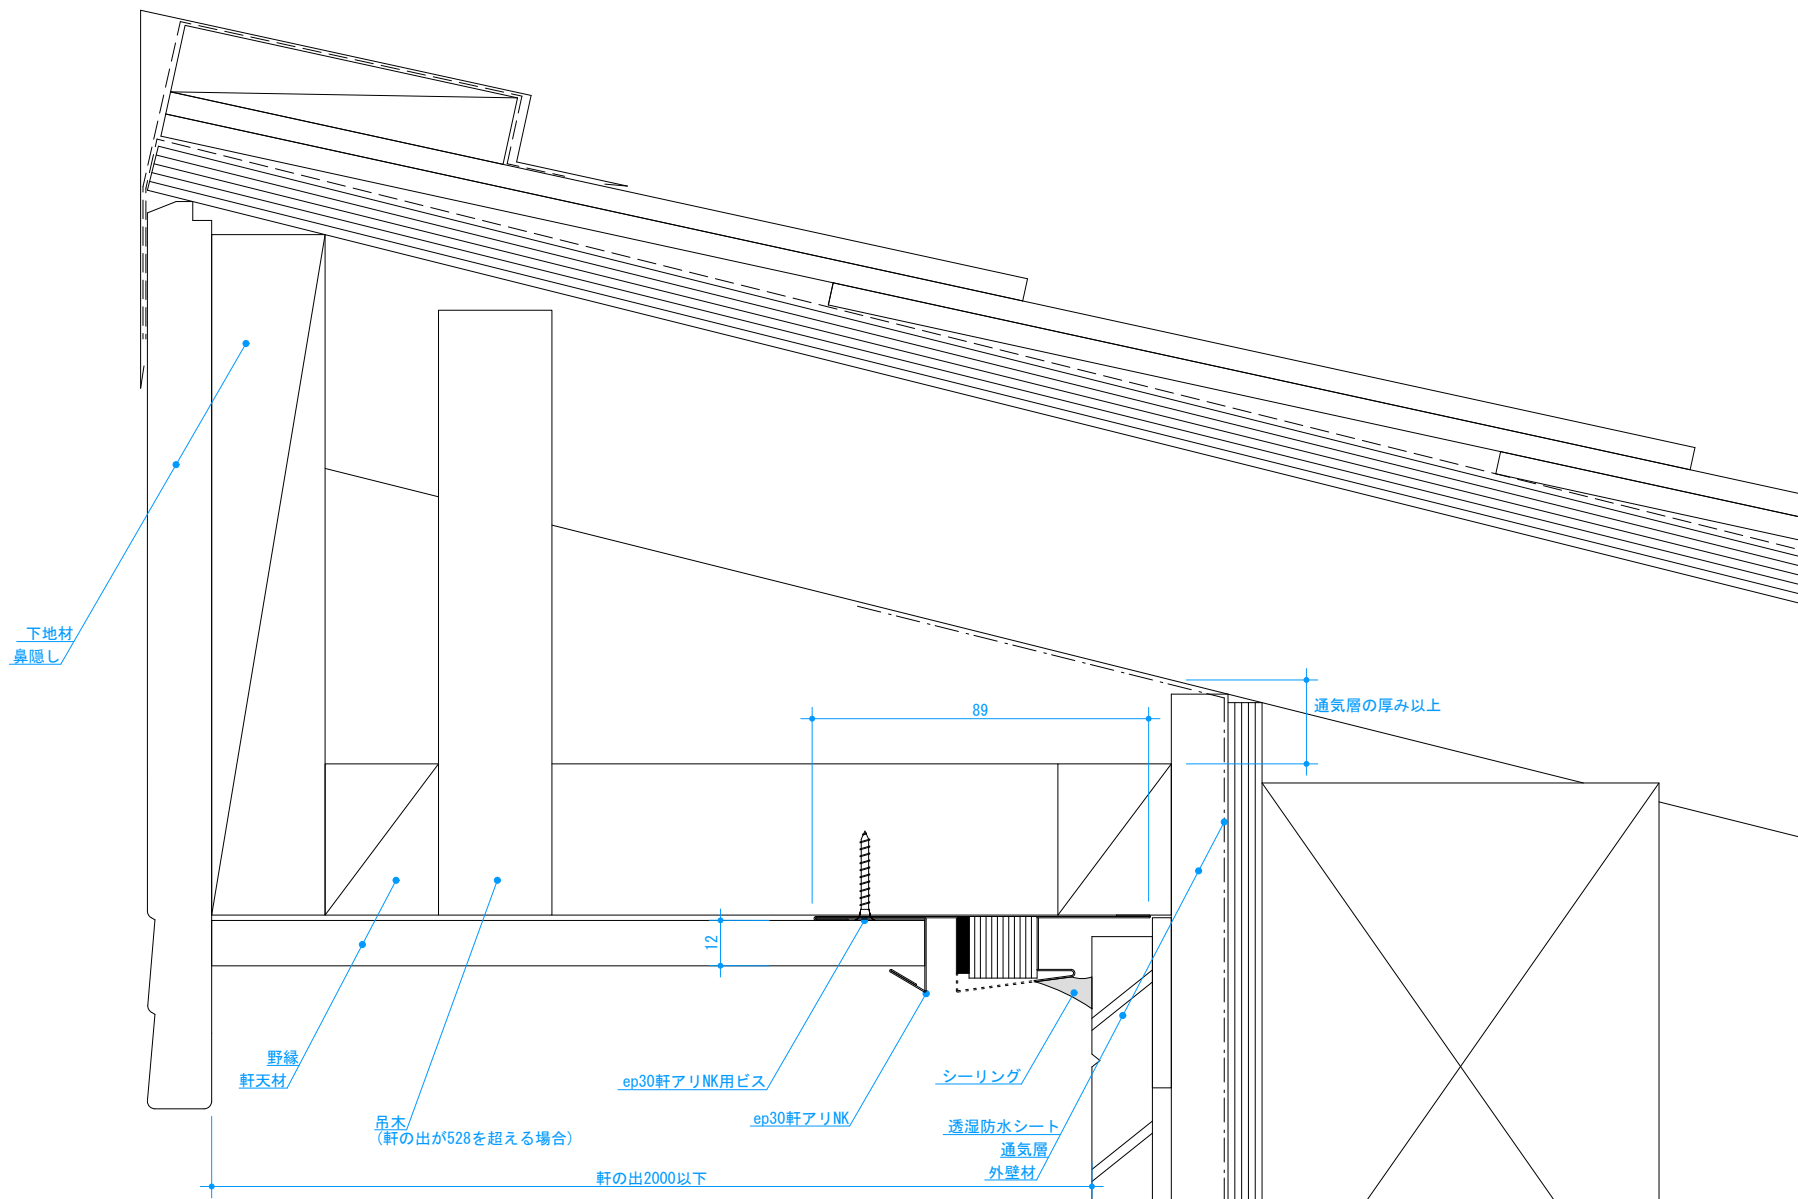 下地材
鼻隠し
89
通気層の厚み以上
12
野縁
軒天材
吊木
(軒の出が528を超える場合)
ep30軒アリNK用ビス
ep30軒アリNK
シーリング
透湿防水シート
通気層
外壁材
軒の出2000以下